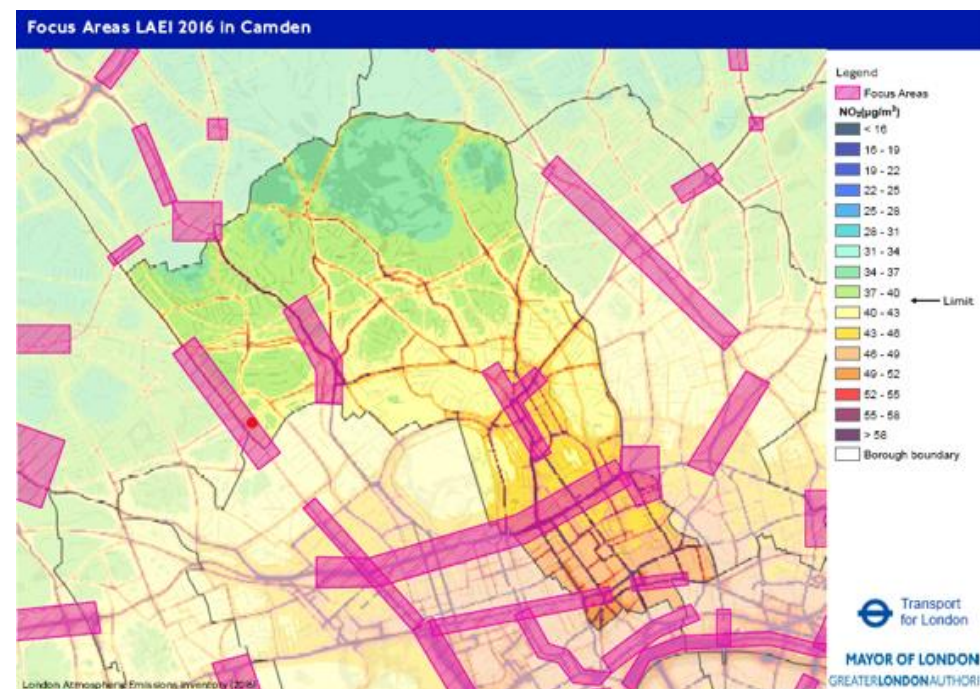 Focus Areas LAEI 2016 in Camden
Legend
Focus Areas
NO₂(µg/m³)
< 16
16 - 19
19 - 22
22 - 25
25 - 28
28 - 31
31 - 34
34 - 37
37 - 40
Limit
40 - 43
43 - 46
46 - 49
49 - 52
52 - 55
55 - 58
> 58
Borough boundary
Transport
for London
MAYOR OF LONDON
GREATERLONDONAUTHORI
London Atmospheric Emissions Inventory (2016)